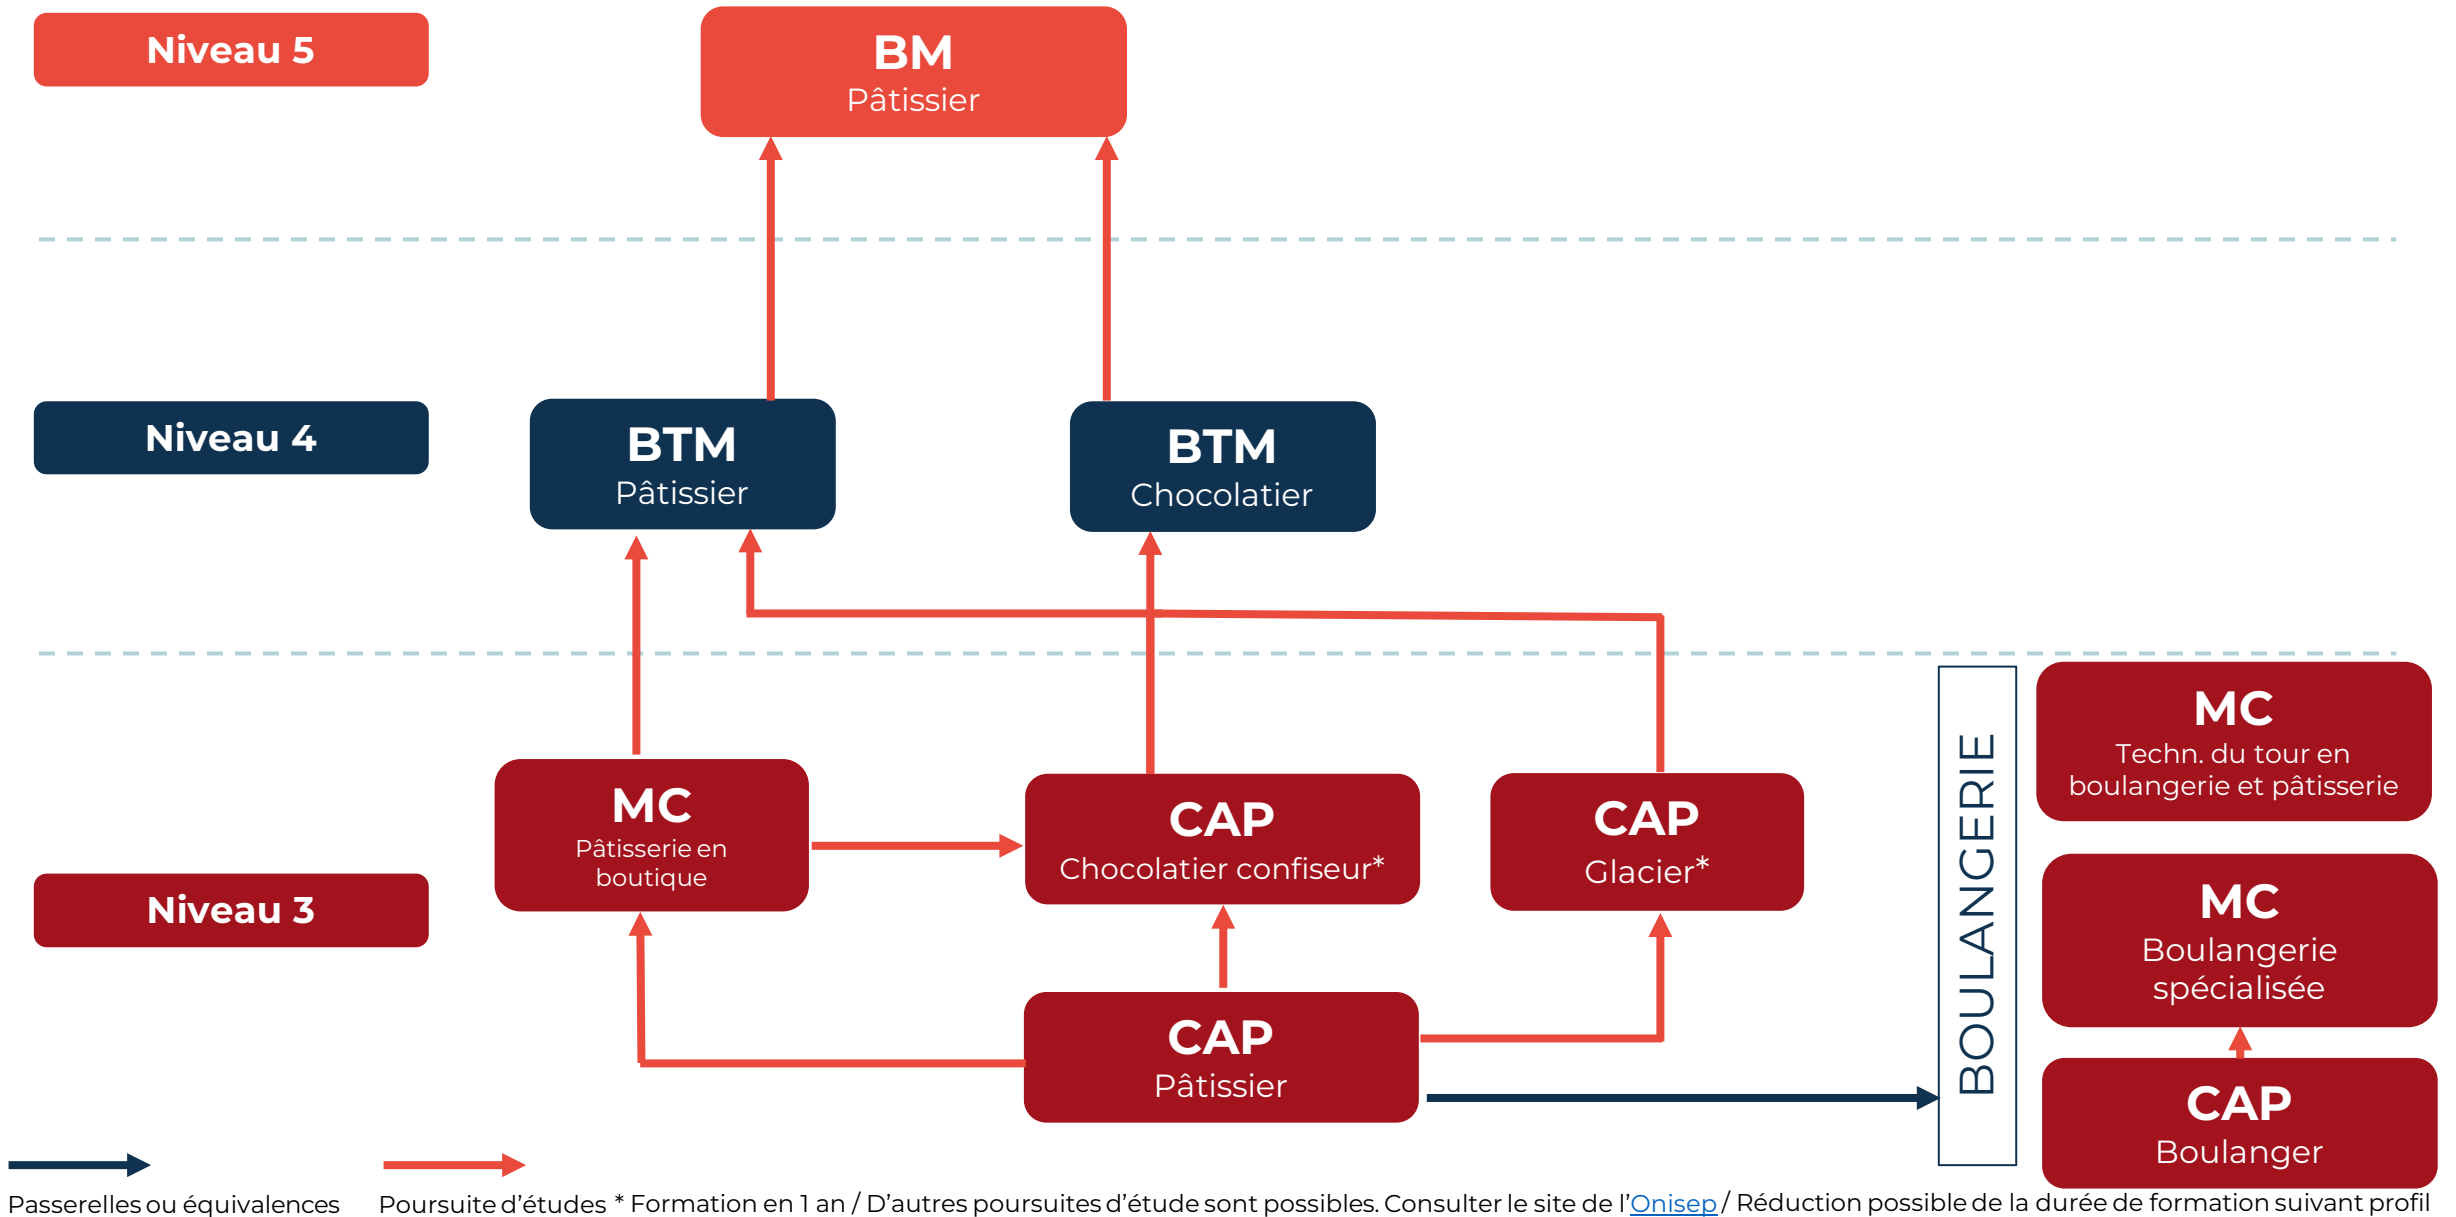 Niveau 5
BM
Pâtissier
Niveau 4
BTM
Pâtissier
BTM
Chocolatier
Niveau 3
MC
Pâtisserie en
boutique
CAP
Chocolatier confiseur*
CAP
Glacier*
CAP
Pâtissier
BOULANGERIE
MC
Techn. du tour en
boulangerie et pâtisserie
MC
Boulangerie
spécialisée
CAP
Boulanger
Passerelles ou équivalences
Poursuite d'études
* Formation en 1 an / D'autres poursuites d'étude sont possibles. Consulter le site de l'Onisep / Réduction possible de la durée de formation suivant profil